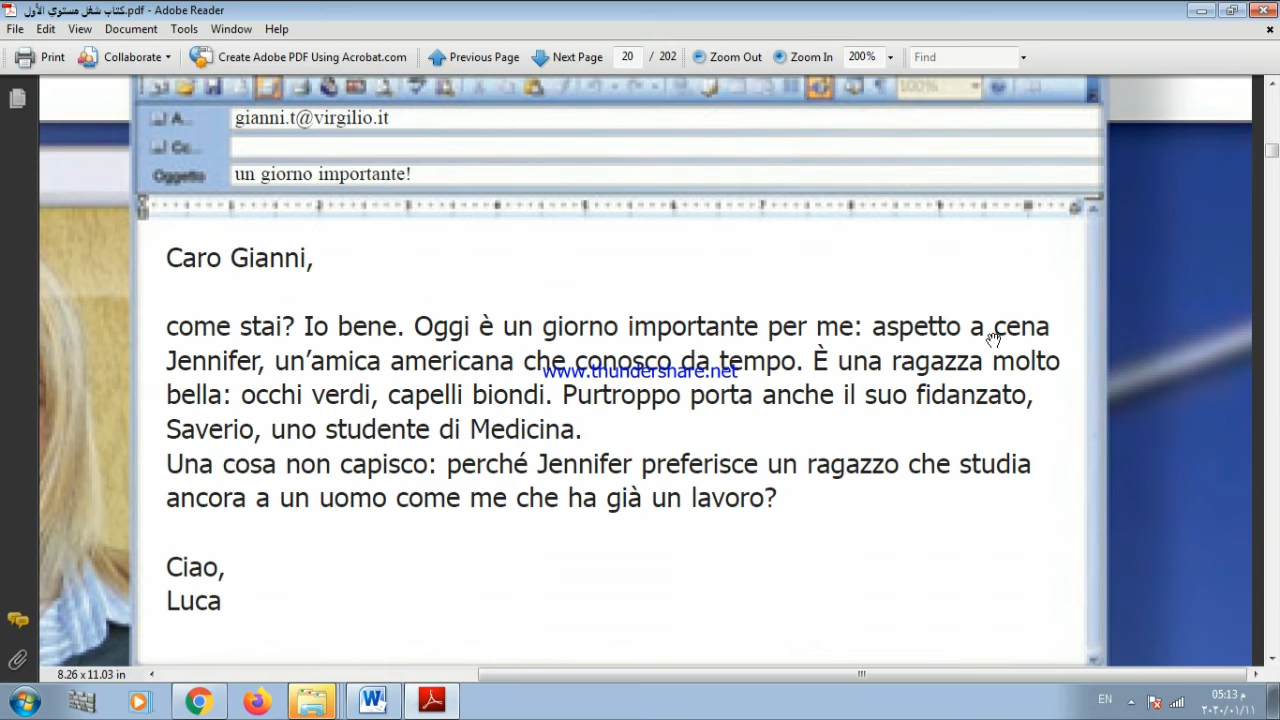 كتاب شغل مستوي الأول.pdf - Adobe Reader
File Edit View Document Tools Window Help
Print Collaborate Create Adobe PDF Using Acrobat.com Previous Page Next Page 20 / 202 Zoom Out Zoom In 200% Find
100%
A... gianni.t@virgilio.it
Cc...
Oggetto un giorno importante!
Caro Gianni,
come stai? Io bene. Oggi è un giorno importante per me: aspetto a cena
Jennifer, un’amica americana che conosco da tempo. È una ragazza molto
www.thundershare.net
bella: occhi verdi, capelli biondi. Purtroppo porta anche il suo fidanzato,
Saverio, uno studente di Medicina.
Una cosa non capisco: perché Jennifer preferisce un ragazzo che studia
ancora a un uomo come me che ha già un lavoro?
Ciao,
Luca
8.26 x 11.03 in
EN 05:13 م
٢٠٢٠/٠١/١١